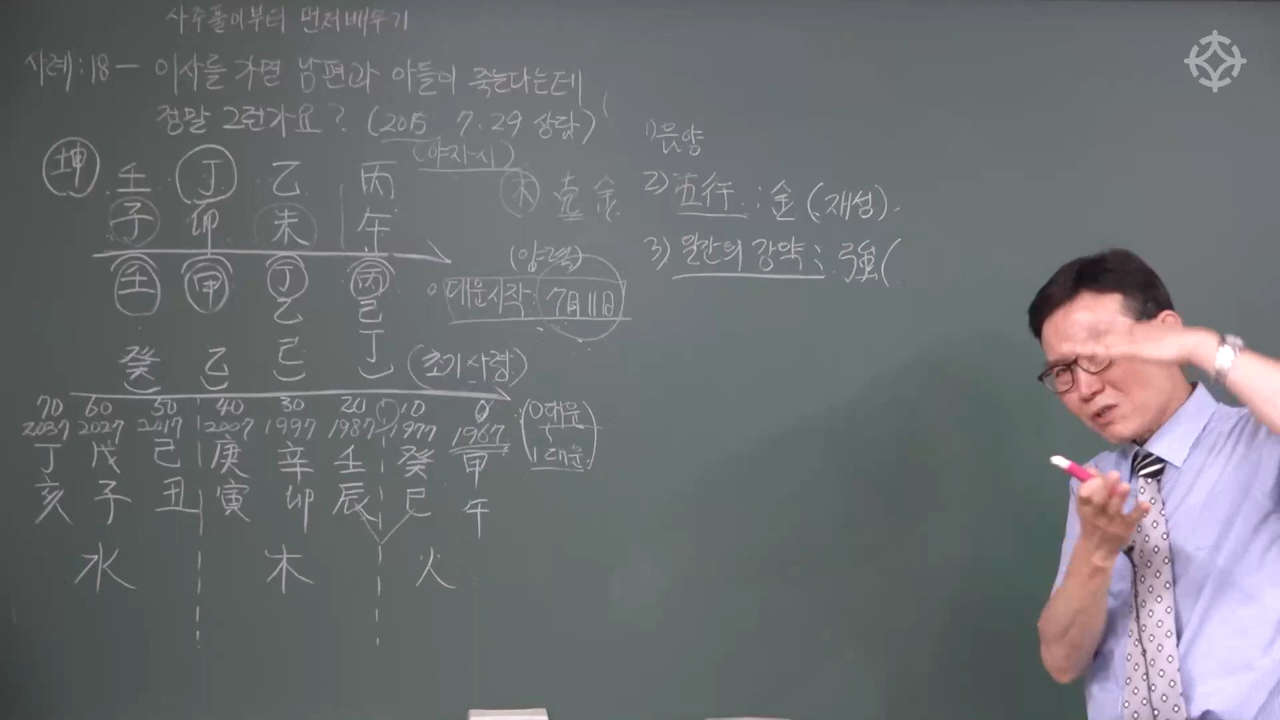 사주풀이부터 먼저배우기
사례:18 — 이사를 가면 남편과 아들이 죽는다는데
정말 그런가요? (2015. 7. 29 상담)
(야자시)
坤 壬 丁 乙 丙
子 卯 未 午
木 金
壬 甲 丁 丙
乙 己
癸 乙 己 丁 (초기사령)
(양력)
대운시작: 7月 11日
70 60 50 40 30 20 10 0
2037 2027 2017 2007 1997 1987 1977 1967
(0대운)
1대운
丁 戊 己 庚 辛 壬 癸 甲
亥 子 丑 寅 卯 辰 巳 午
水 木 火
1) 음양
2) 五行 : 金 (재성).
3) 일간의 강약 : 强(